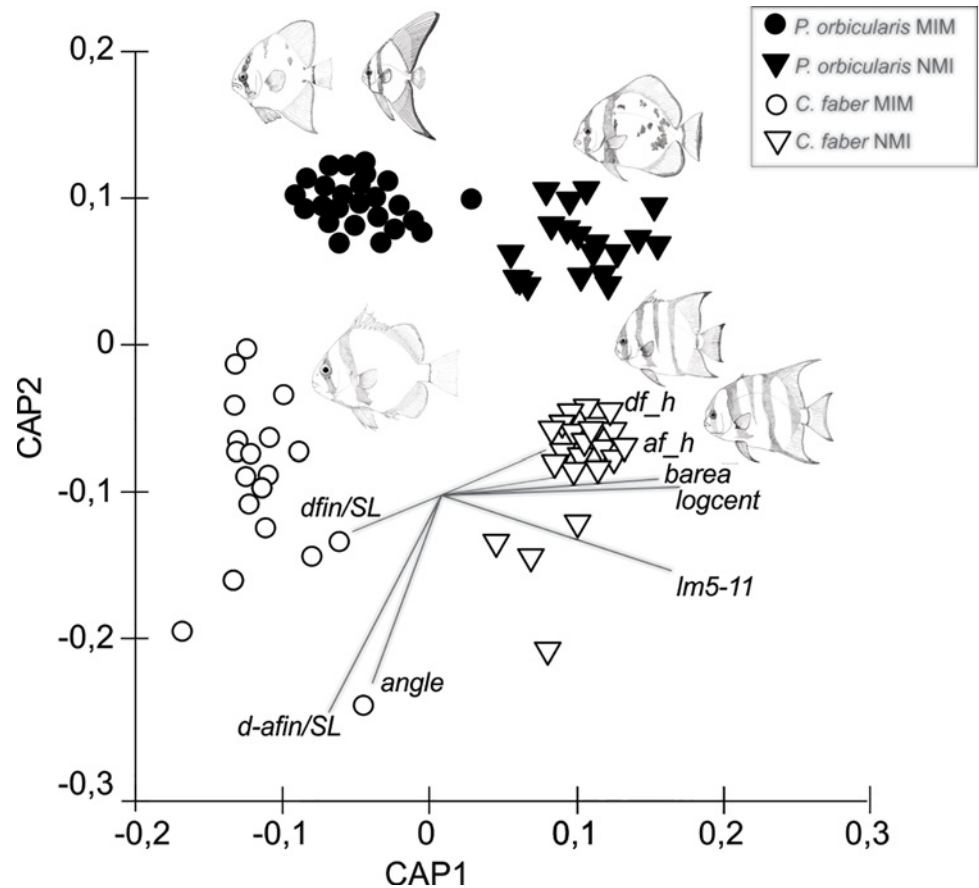 P. orbicularis MIM
P. orbicularis NMI
C. faber MIM
C. faber NMI
0,2
0,1
0
-0,1
-0,2
-0,3
CAP2
df_h
af_h
barea
logcent
dfin/SL
lm5-11
angle
d-afin/SL
-0,2
-0,1
0
0,1
0,2
0,3
CAP1